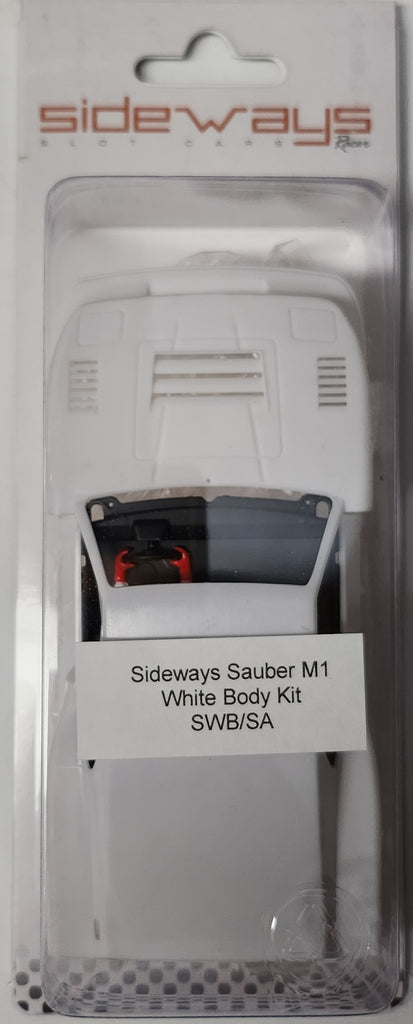 sideways
SLOT CARS Racer
Sideways Sauber M1
White Body Kit
SWB/SA